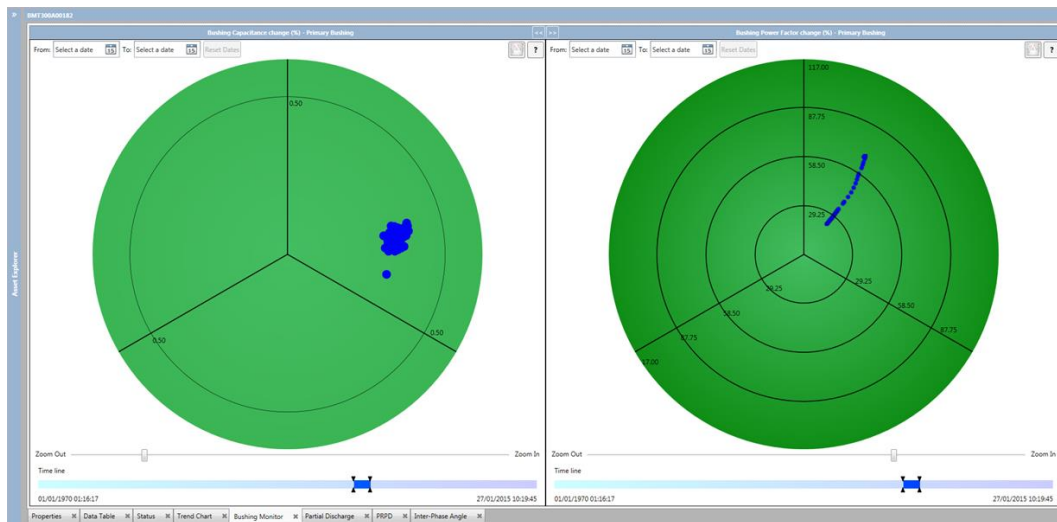 BMT300A00182
Bushing Capacitance change (%) - Primary Bushing << >> Bushing Power Factor change (%) - Primary Bushing
From: Select a date 15 To: Select a date 15 Reset Dates ?
From: Select a date 15 To: Select a date 15 Reset Dates ?
Asset Explorer
0.50
0.50
0.50
117.00
87.75
58.50
29.25
29.25
29.25
58.50
58.50
87.75
87.75
17.00
Zoom Out Zoom In
Time line
01/01/1970 01:16:17 27/01/2015 10:19:45
Zoom Out Zoom In
Time line
01/01/1970 01:16:17 27/01/2015 10:19:45
Properties Data Table Status Trend Chart Bushing Monitor Partial Discharge PRPD Inter-Phase Angle